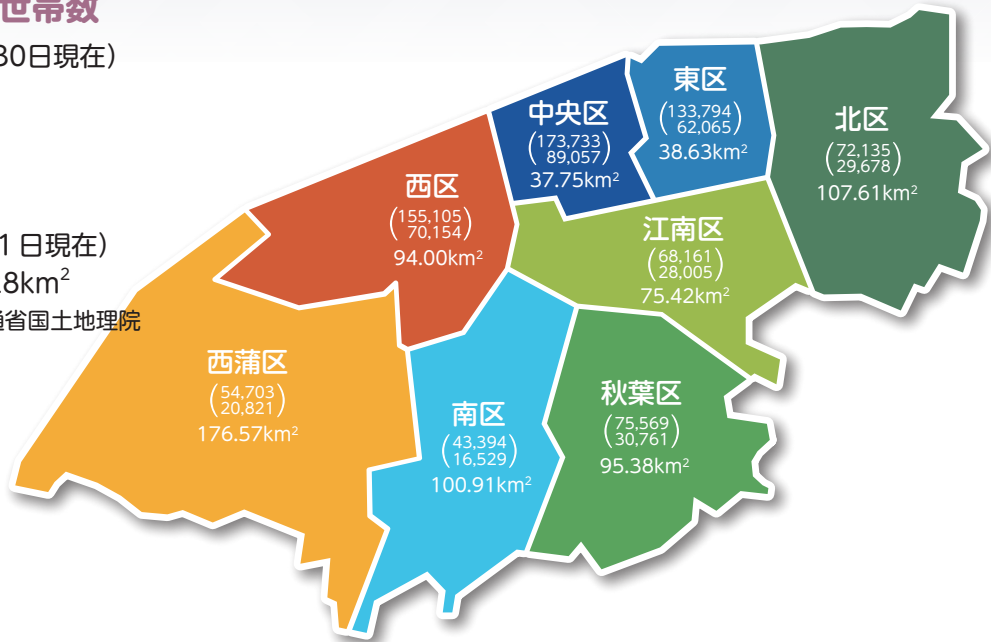 世帯数
30日現在）
1日現在）
8km²
国土地理院
中央区
(173,733
89,057)
37.75km²
東区
(133,794
62,065)
38.63km²
北区
(72,135
29,678)
107.61km²
西区
(155,105
70,154)
94.00km²
江南区
(68,161
28,005)
75.42km²
西蒲区
(54,703
20,821)
176.57km²
南区
(43,394
16,529)
100.91km²
秋葉区
(75,569
30,761)
95.38km²